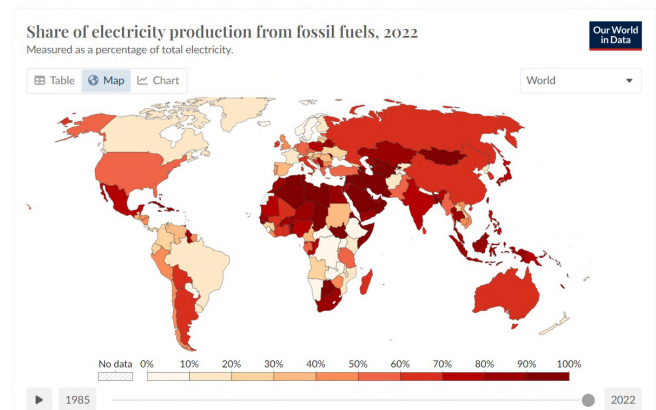 Share of electricity production from fossil fuels, 2022
Measured as a percentage of total electricity.
Our World
in Data
Table Map Chart
World
No data 0% 10% 20% 30% 40% 50% 60% 70% 80% 90% 100%
1985 2022